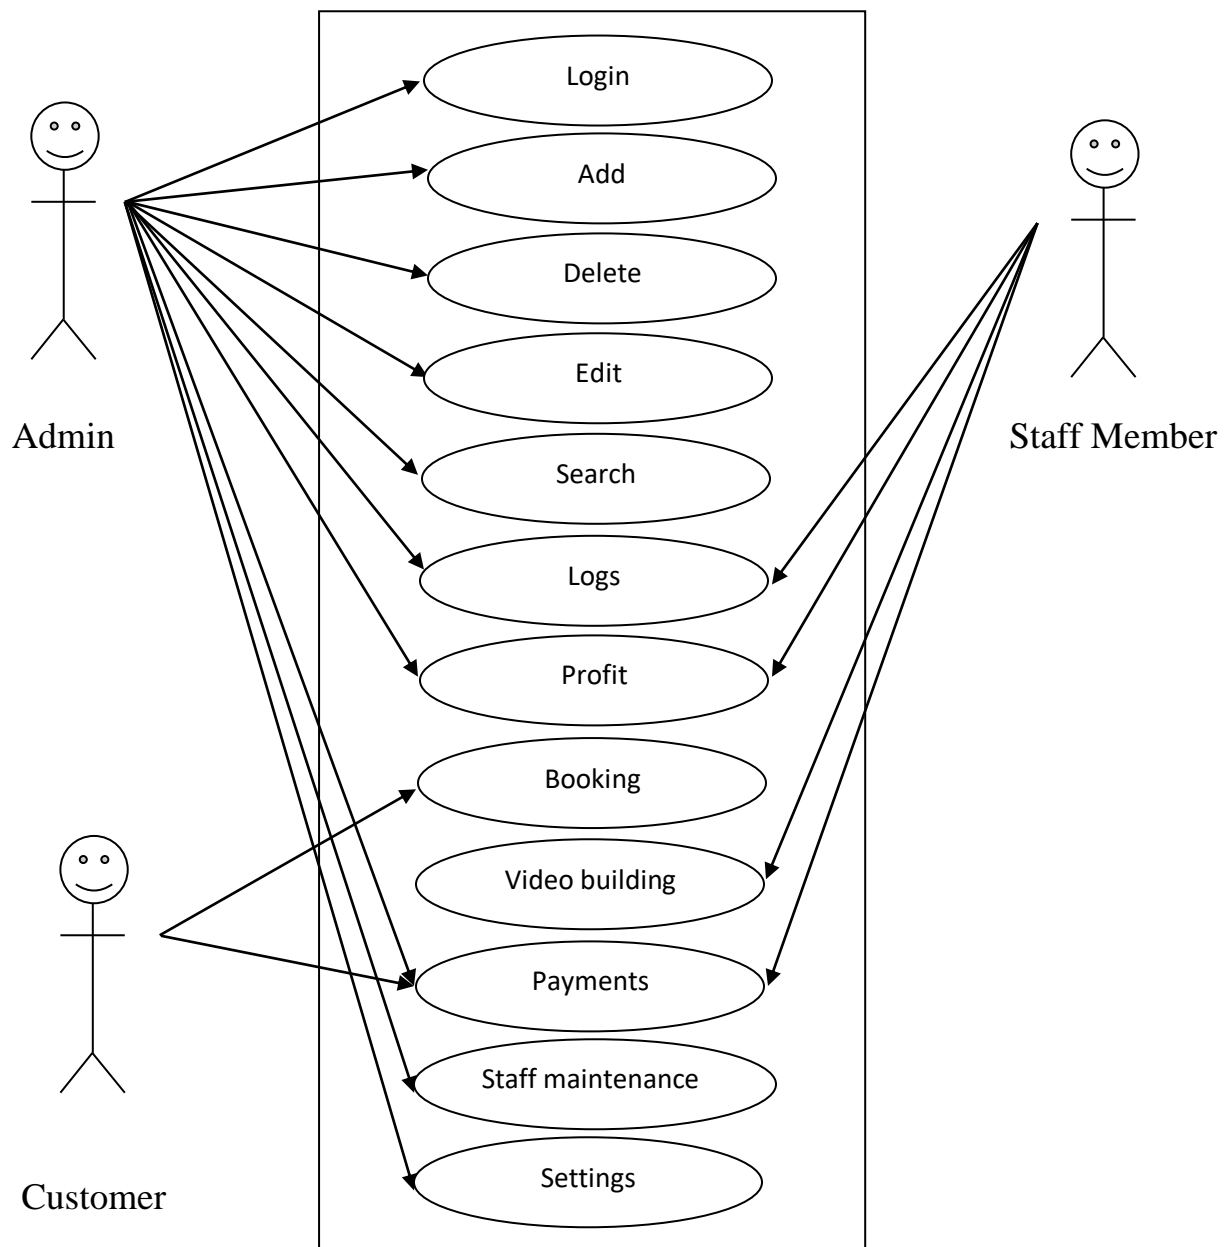 Login
Add
Delete
Edit
Admin
Staff Member
Search
Logs
Profit
Booking
Video building
Payments
Staff maintenance
Settings
Customer